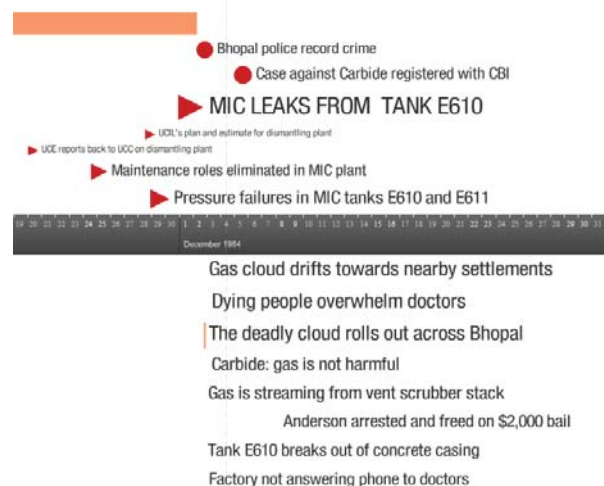 Bhopal police record crime
Case against Carbide registered with CBI
MIC LEAKS FROM TANK E610
UCIL's plan and estimate for dismantling plant
UCE reports back to UCC on dismantling plant
Maintenance roles eliminated in MIC plant
Pressure failures in MIC tanks E610 and E611
19 20 21 22 23 24 25 26 27 28 29 30 1 2 3 4 5 6 7 8 9 10 11 12 13 14 15 16 17 18 19 20 21 22 23 24 25 26 27 28 29 30 31
December 1984
Gas cloud drifts towards nearby settlements
Dying people overwhelm doctors
The deadly cloud rolls out across Bhopal
Carbide: gas is not harmful
Gas is streaming from vent scrubber stack
Anderson arrested and freed on $2,000 bail
Tank E610 breaks out of concrete casing
Factory not answering phone to doctors